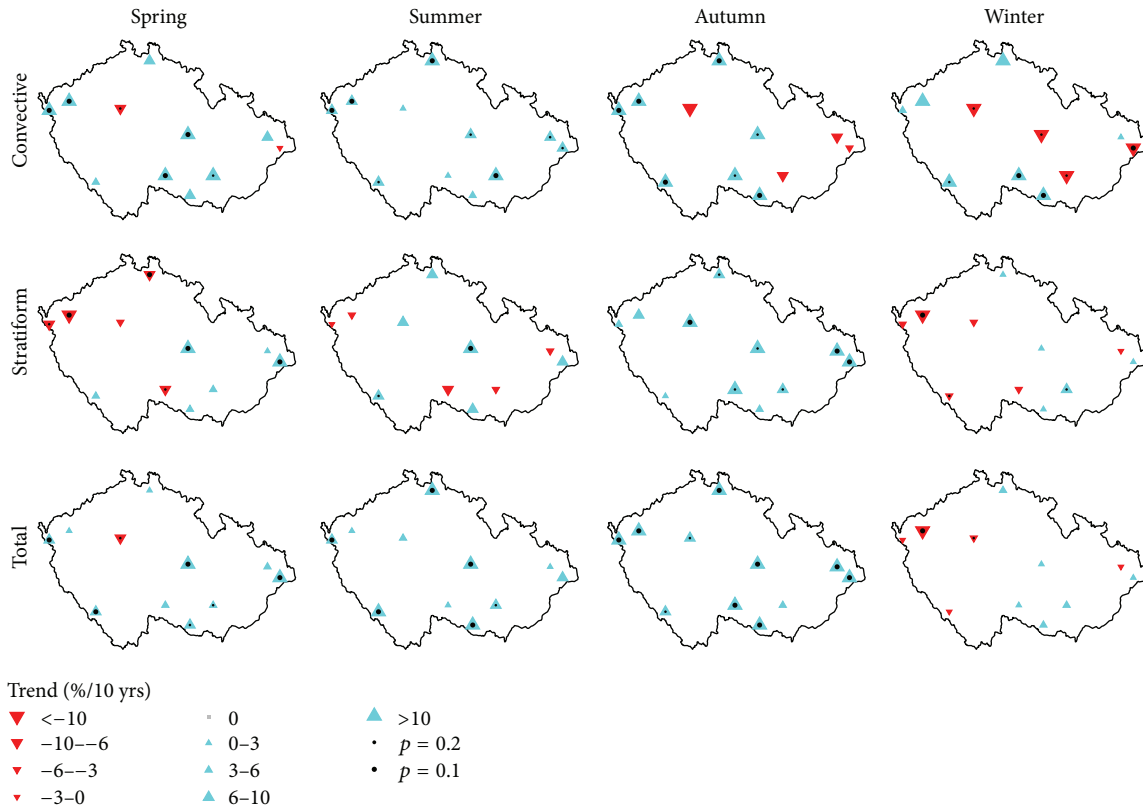 Spring Summer Autumn Winter
Convective
Stratiform
Total
Trend (%/10 yrs)
<−10 0 >10
−10–−6 0–3 p = 0.2
−6–−3 3–6 p = 0.1
−3–0 6–10